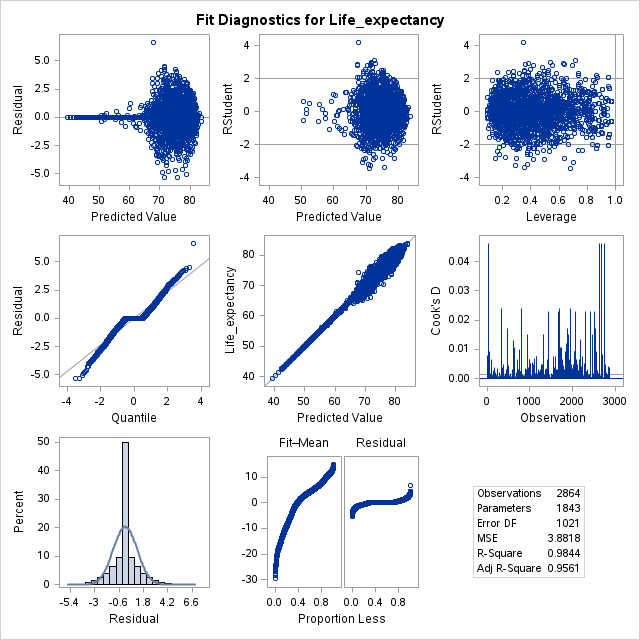 Fit Diagnostics for Life_expectancy
5.0
2.5
0.0
-2.5
-5.0
Residual
40 50 60 70 80
Predicted Value
4
2
0
-2
-4
RStudent
50 60 70 80
Predicted Value
4
2
0
-2
-4
RStudent
0.2 0.4 0.6 0.8 1.0
Leverage
5.0
2.5
0.0
-2.5
-5.0
Residual
-4 -2 0 2 4
Quantile
80
70
60
50
40
Life_expectancy
40 50 60 70 80
Predicted Value
0.04
0.03
0.02
0.01
0.00
Cook's D
0 1000 2000 3000
Observation
50
40
30
20
10
0
Percent
-5.4 -3 -0.6 1.8 4.2 6.6
Residual
Fit–Mean Residual
10
0
-10
-20
-30
0.0 0.4 0.8 0.0 0.4 0.8
Proportion Less
Observations 2864
Parameters 1843
Error DF 1021
MSE 3.8818
R-Square 0.9844
Adj R-Square 0.9561